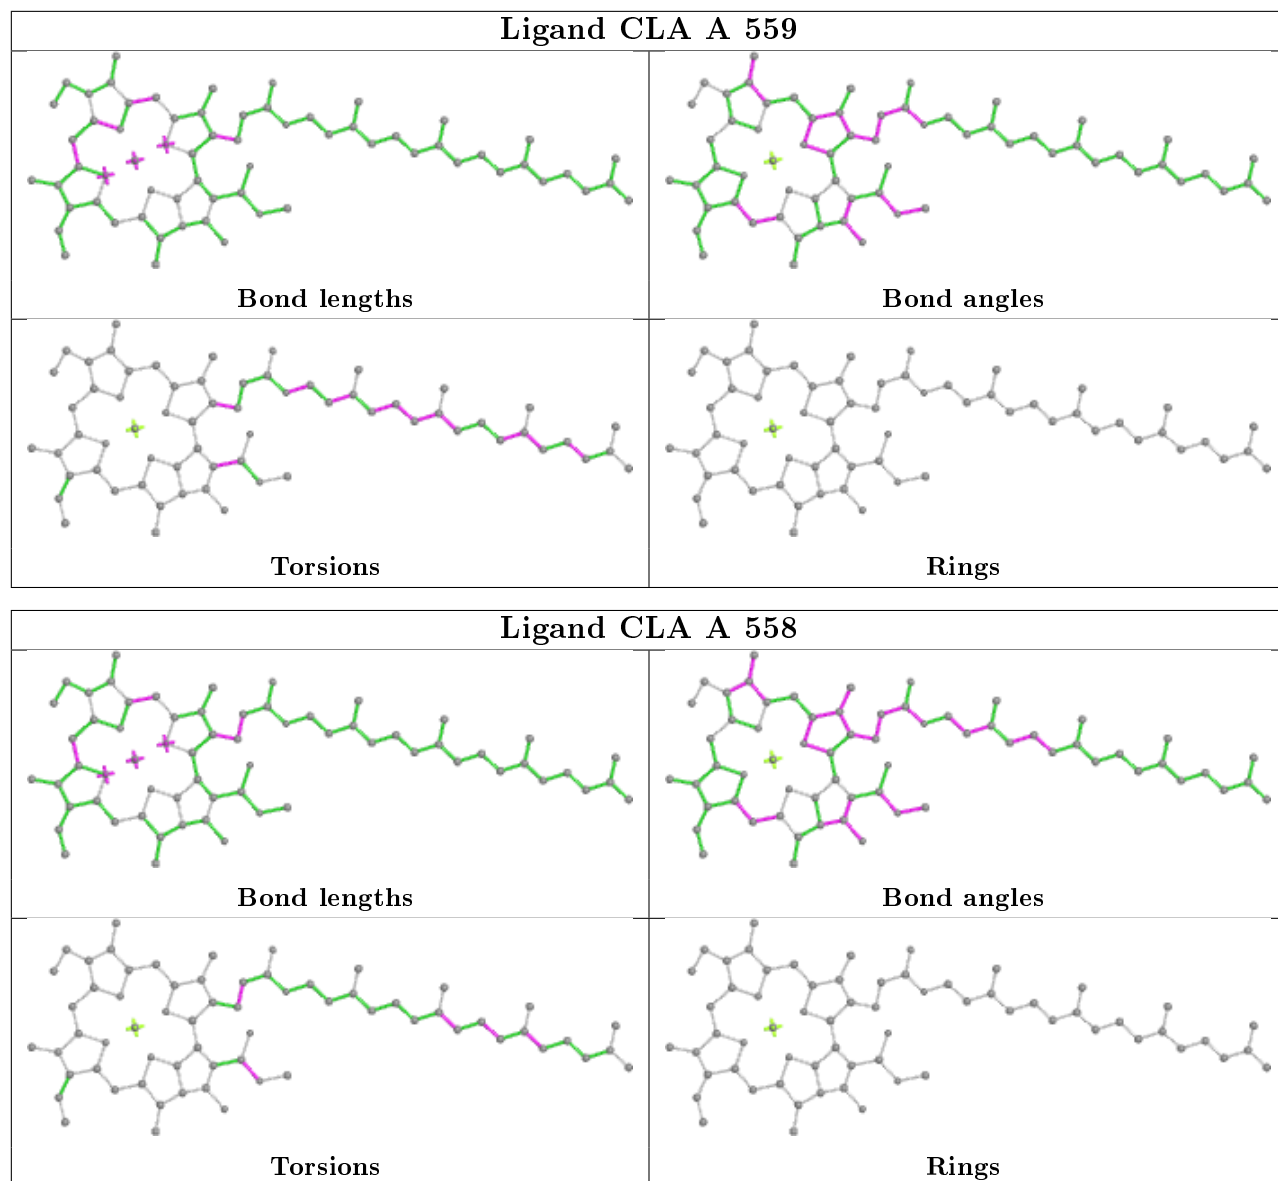 Ligand CLA A 559
Bond lengths
Bond angles
Torsions
Rings
Ligand CLA A 558
Bond lengths
Bond angles
Torsions
Rings